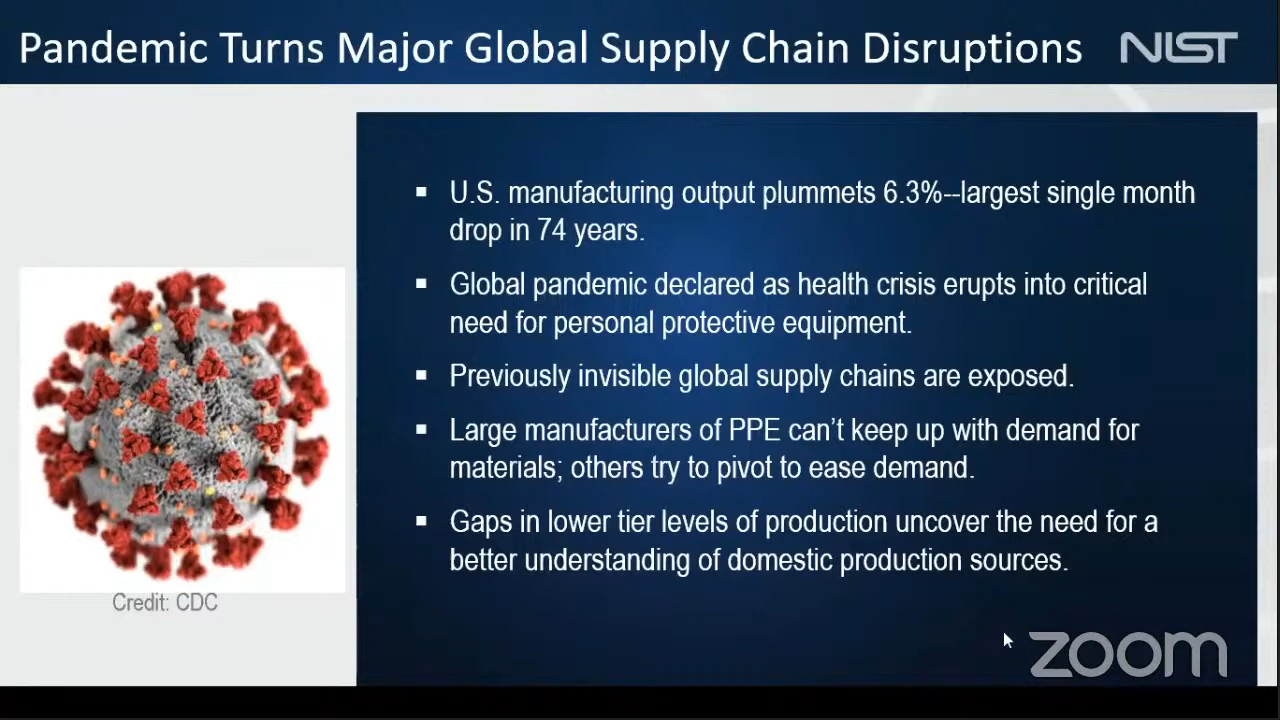 Pandemic Turns Major Global Supply Chain Disruptions
NIST
▪ U.S. manufacturing output plummets 6.3%--largest single month
drop in 74 years.
▪ Global pandemic declared as health crisis erupts into critical
need for personal protective equipment.
▪ Previously invisible global supply chains are exposed.
▪ Large manufacturers of PPE can’t keep up with demand for
materials; others try to pivot to ease demand.
▪ Gaps in lower tier levels of production uncover the need for a
better understanding of domestic production sources.
Credit: CDC
zoom